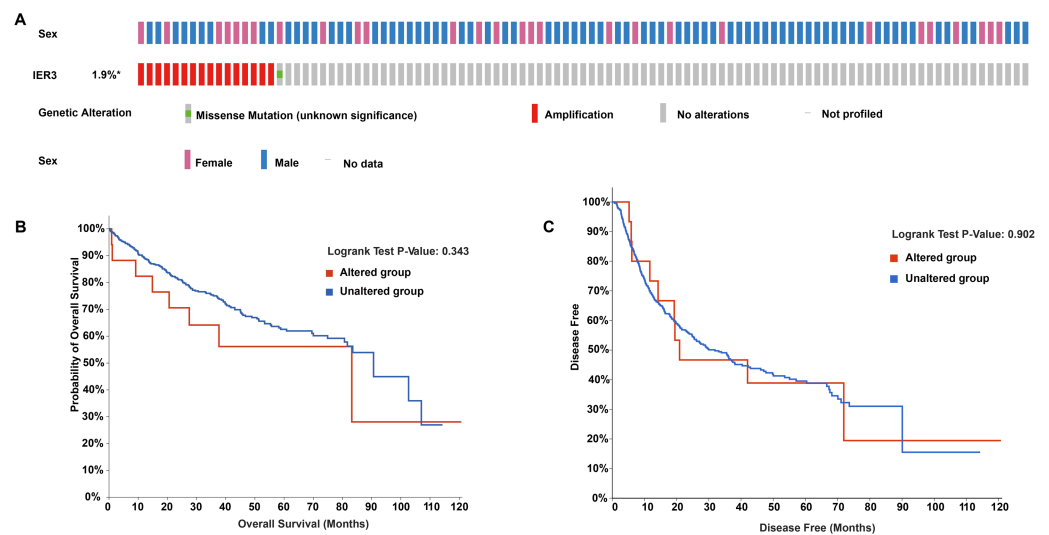 A
Sex
IER3 1.9%*
Genetic Alteration Missense Mutation (unknown significance) Amplification No alterations Not profiled
Sex Female Male No data
B
Logrank Test P-Value: 0.343
Altered group
Unaltered group
Probability of Overall Survival
100%
90%
80%
70%
60%
50%
40%
30%
20%
10%
0%
0 10 20 30 40 50 60 70 80 90 100 110 120
Overall Survival (Months)
C
Logrank Test P-Value: 0.902
Altered group
Unaltered group
Disease Free
100%
90%
80%
70%
60%
50%
40%
30%
20%
10%
0%
0 10 20 30 40 50 60 70 80 90 100 110 120
Disease Free (Months)